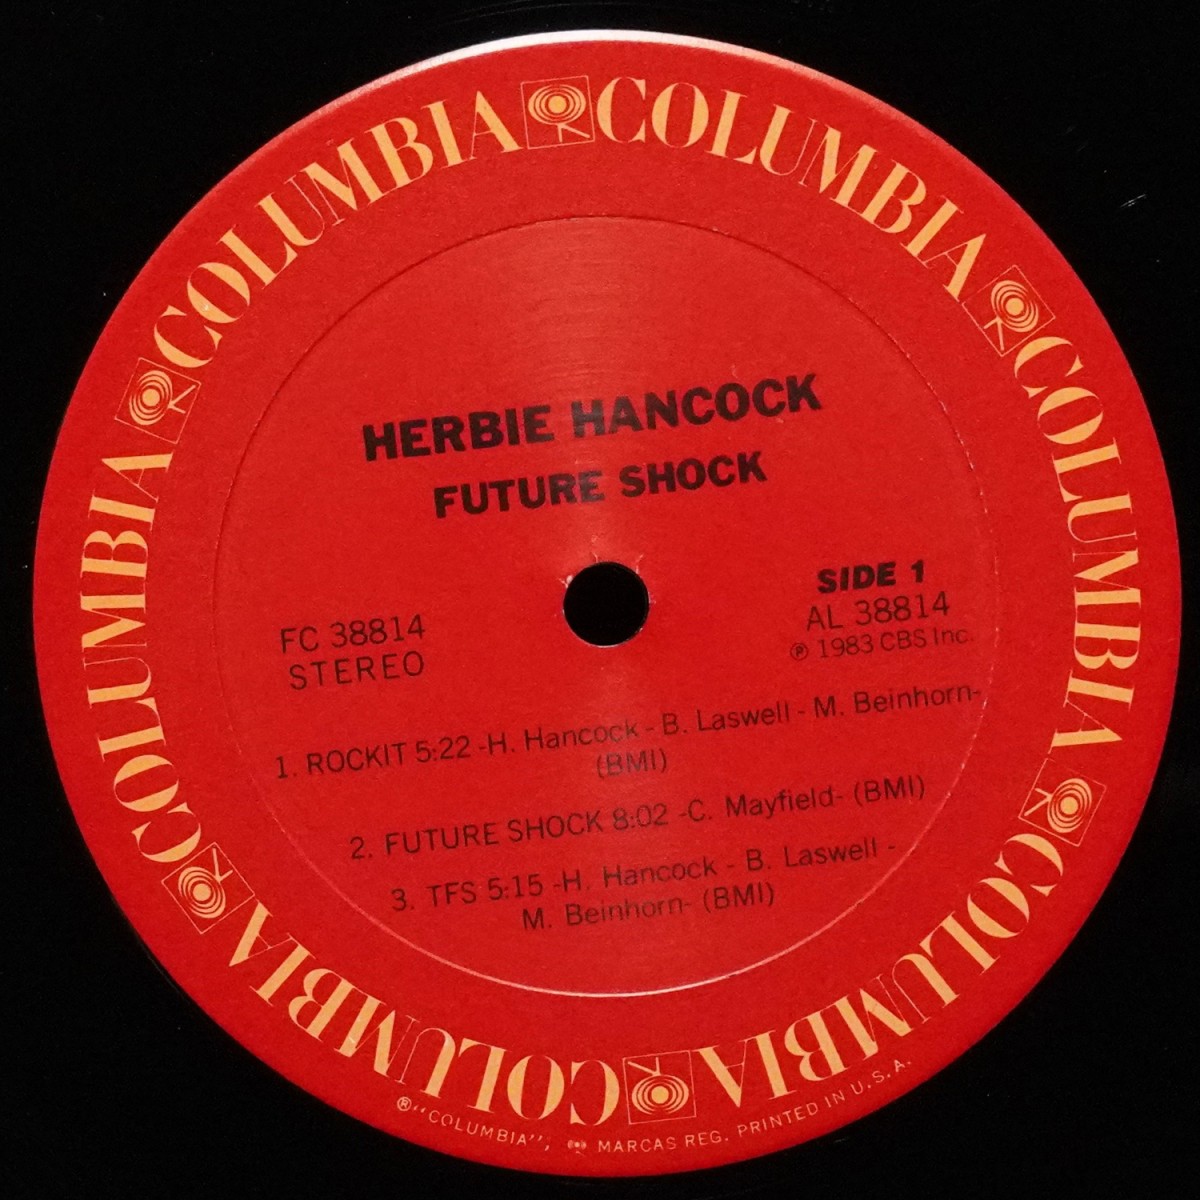 COLUMBIA COLUMBIA COLUMBIA COLUMBIA COLUMBIA COLUMBIA
HERBIE HANCOCK
FUTURE SHOCK
SIDE 1
FC 38814
AL 38814
STEREO
℗ 1983 CBS Inc.
1. ROCKIT 5:22 -H. Hancock - B. Laswell - M. Beinhorn-
(BMI)
2. FUTURE SHOCK 8:02 -C. Mayfield- (BMI)
3. TFS 5:15 -H. Hancock - B. Laswell -
M. Beinhorn- (BMI)
®"COLUMBIA"; MARCAS REG. PRINTED IN U.S.A.